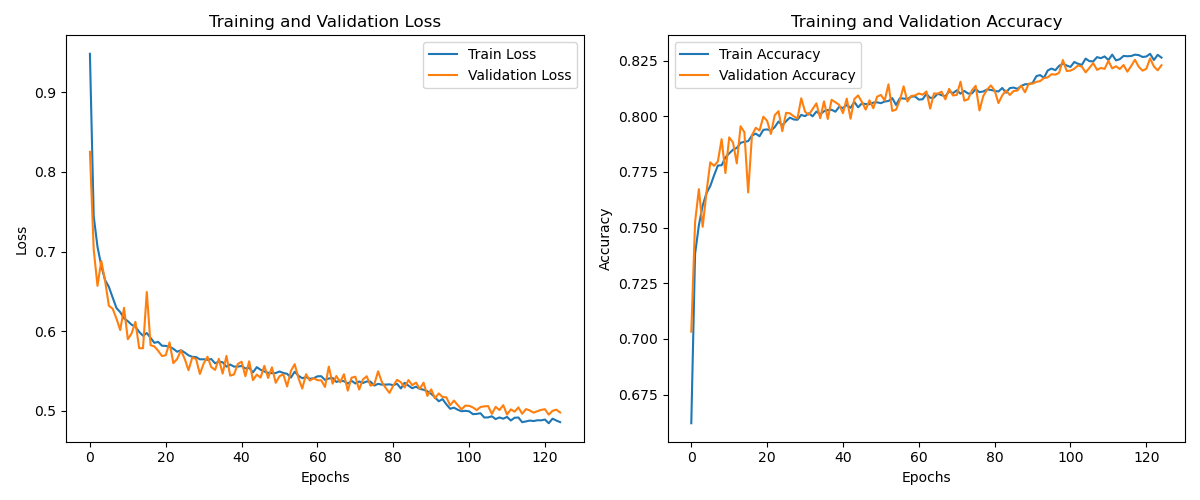 Training and Validation Loss
Train Loss
Validation Loss
0.9
0.8
0.7
0.6
0.5
Loss
0 20 40 60 80 100 120
Epochs
Training and Validation Accuracy
Train Accuracy
Validation Accuracy
0.825
0.800
0.775
0.750
0.725
0.700
0.675
Accuracy
0 20 40 60 80 100 120
Epochs